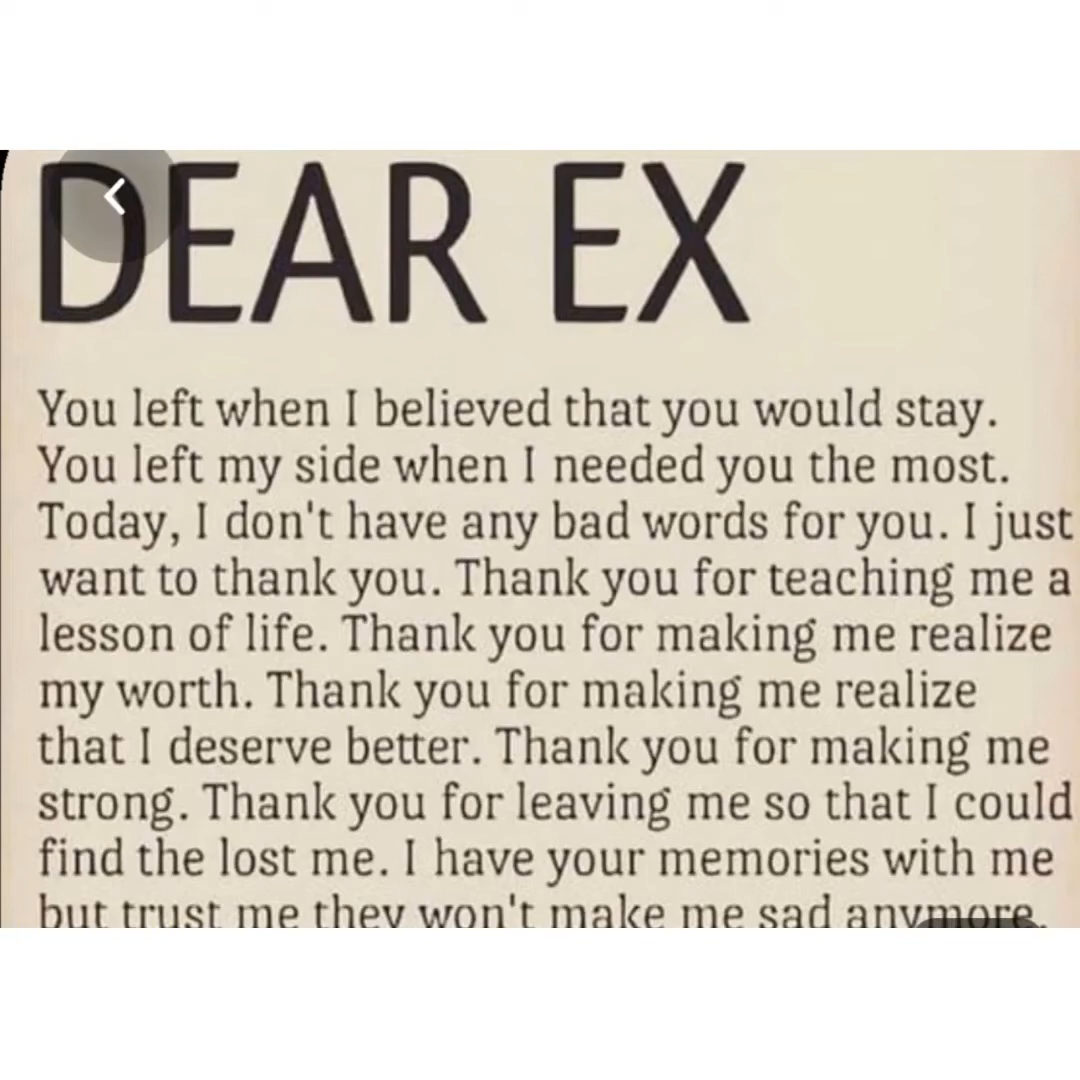 DEAR EX
You left when I believed that you would stay.
You left my side when I needed you the most.
Today, I don't have any bad words for you. I just
want to thank you. Thank you for teaching me a
lesson of life. Thank you for making me realize
my worth. Thank you for making me realize
that I deserve better. Thank you for making me
strong. Thank you for leaving me so that I could
find the lost me. I have your memories with me
but trust me they won't make me sad anymore.